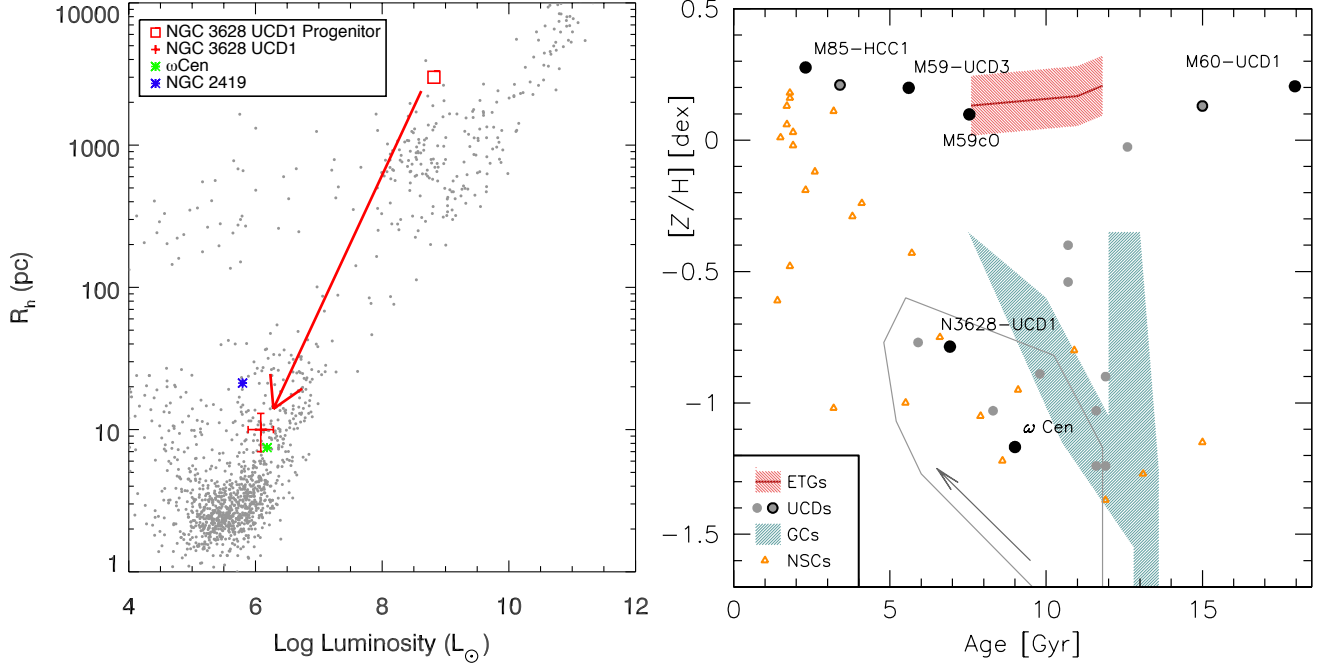 10000
1000
100
10
1
R_h (pc)
4
6
8
10
12
Log Luminosity (L_⊙)
NGC 3628 UCD1 Progenitor
NGC 3628 UCD1
ωCen
NGC 2419
0.5
0
−0.5
−1
−1.5
[Z/H] [dex]
0
5
10
15
Age [Gyr]
M85−HCC1
M59−UCD3
M60−UCD1
M59cO
N3628−UCD1
ω Cen
ETGs
UCDs
GCs
NSCs